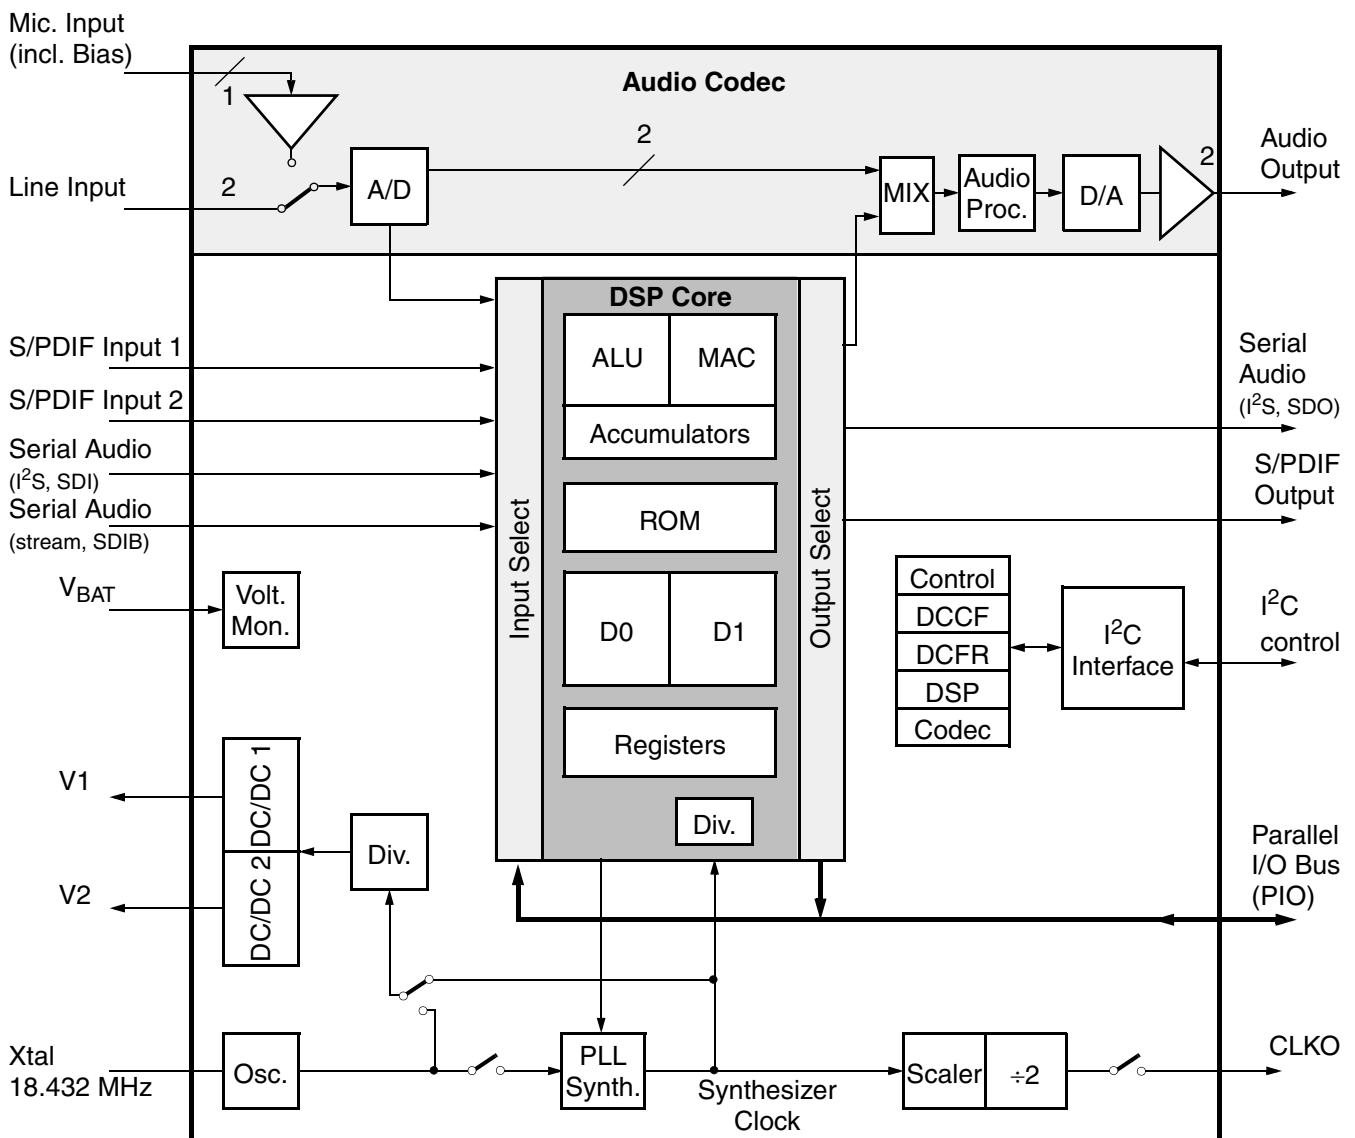 Mic. Input
(incl. Bias)
Audio Codec
1
2
2
Audio
Output
Line Input
2
A/D
MIX
Audio
Proc.
D/A
DSP Core
S/PDIF Input 1
ALU
MAC
Serial
Audio
(I²S, SDO)
S/PDIF Input 2
Accumulators
Serial Audio
(I²S, SDI)
S/PDIF
Output
Serial Audio
(stream, SDIB)
Input Select
ROM
Output Select
VBAT
Volt.
Mon.
D0
D1
Control
DCCF
DCFR
DSP
Codec
I²C
Interface
I²C
control
Registers
V1
DC/DC 1
Div.
Div.
Parallel
I/O Bus
(PIO)
V2
DC/DC 2
Xtal
18.432 MHz
Osc.
PLL
Synth.
Synthesizer
Clock
Scaler
÷2
CLKO